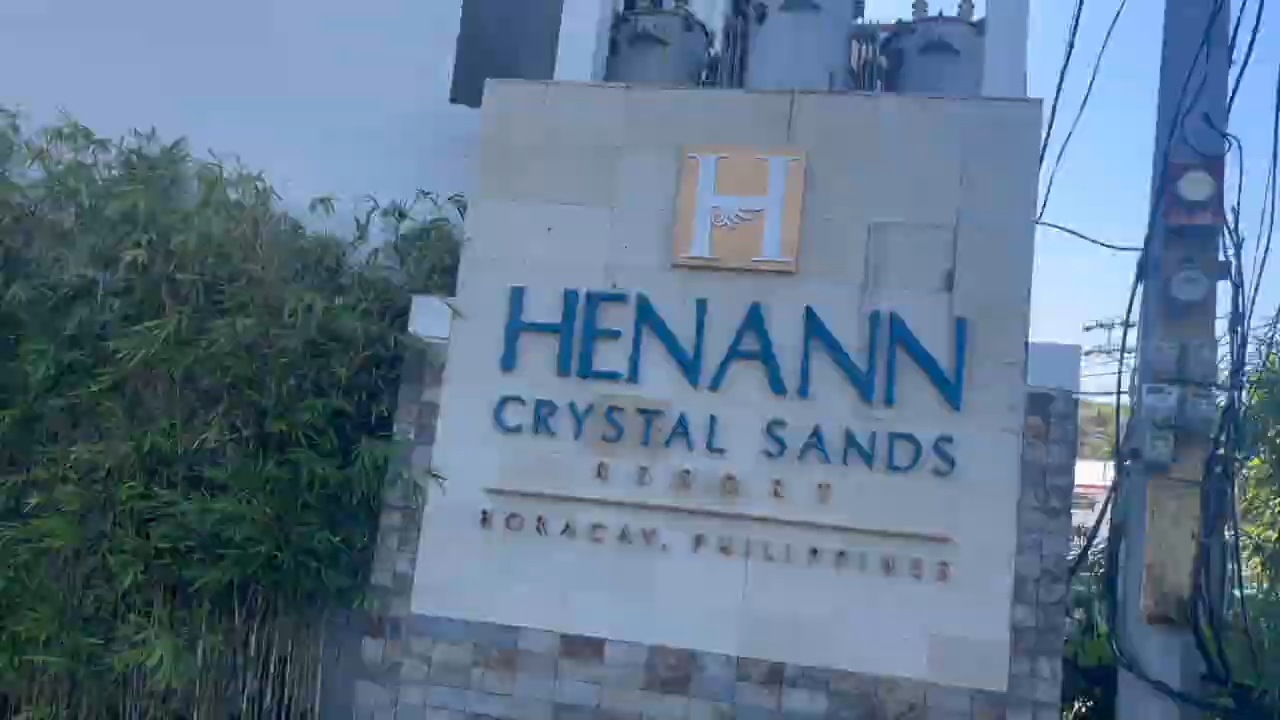 H
HENANN
CRYSTAL SANDS
RESORT
BORACAY, PHILIPPINES